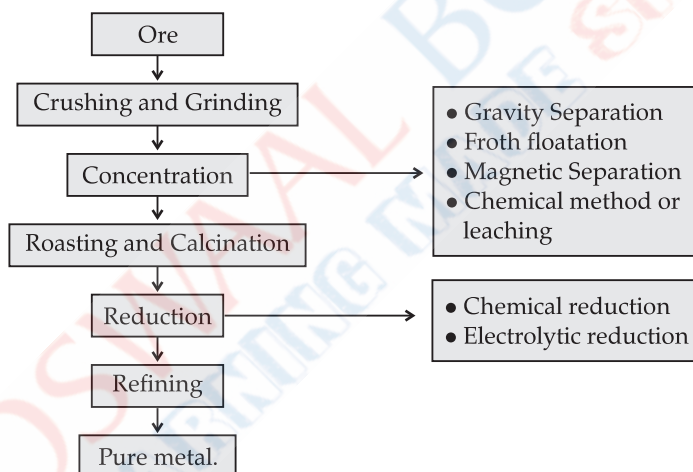 Ore
Crushing and Grinding
Concentration
● Gravity Separation
● Froth floatation
● Magnetic Separation
● Chemical method or
leaching
Roasting and Calcination
Reduction
● Chemical reduction
● Electrolytic reduction
Refining
Pure metal.
OSWAAL